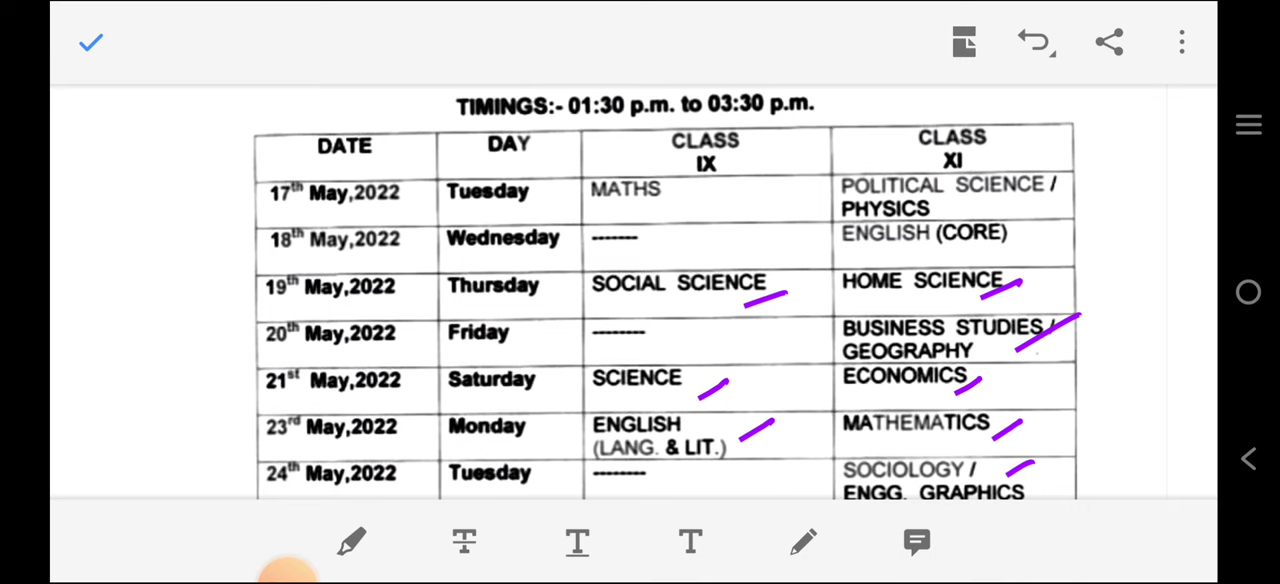 TIMINGS:- 01:30 p.m. to 03:30 p.m.
DATE DAY CLASS IX CLASS XI
17th May,2022 Tuesday MATHS POLITICAL SCIENCE /
PHYSICS
18th May,2022 Wednesday ------- ENGLISH (CORE)
19th May,2022 Thursday SOCIAL SCIENCE HOME SCIENCE
20th May,2022 Friday -------- BUSINESS STUDIES /
GEOGRAPHY
21st May,2022 Saturday SCIENCE ECONOMICS
23rd May,2022 Monday ENGLISH MATHEMATICS
(LANG. & LIT.)
24th May,2022 Tuesday -------- SOCIOLOGY /
ENGG. GRAPHICS